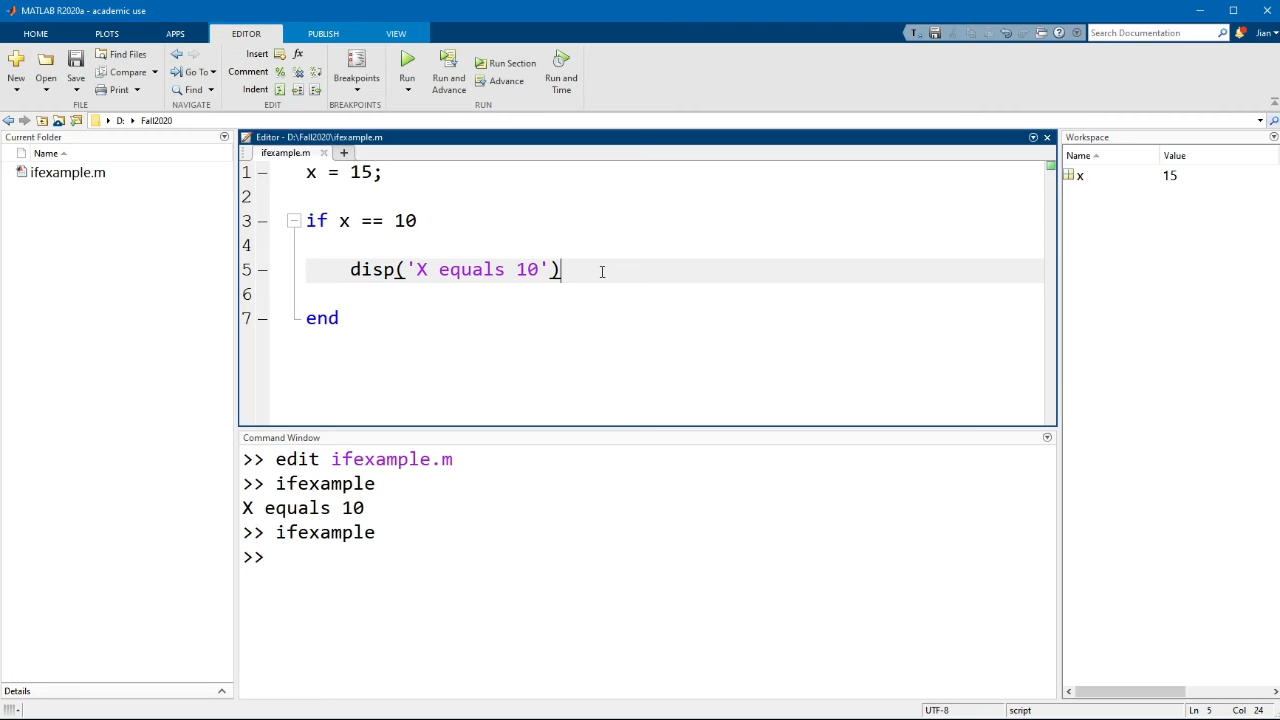 MATLAB R2020a - academic use
HOME PLOTS APPS EDITOR PUBLISH VIEW
Search Documentation Jian
New Open Save Find Files Compare Print
FILE
Go To Find
NAVIGATE
Insert fx
Comment
Indent
EDIT
Breakpoints
BREAKPOINTS
Run Run and Advance Run Section Advance Run and Time
RUN
D: Fall2020
Current Folder
Name
ifexample.m
Details
Editor - D:\Fall2020\ifexample.m
ifexample.m
1 x = 15;
2
3 if x == 10
4
5 disp('X equals 10')
6
7 end
Command Window
>> edit ifexample.m
>> ifexample
X equals 10
>> ifexample
>>
Workspace
Name Value
x 15
UTF-8 script Ln 5 Col 24